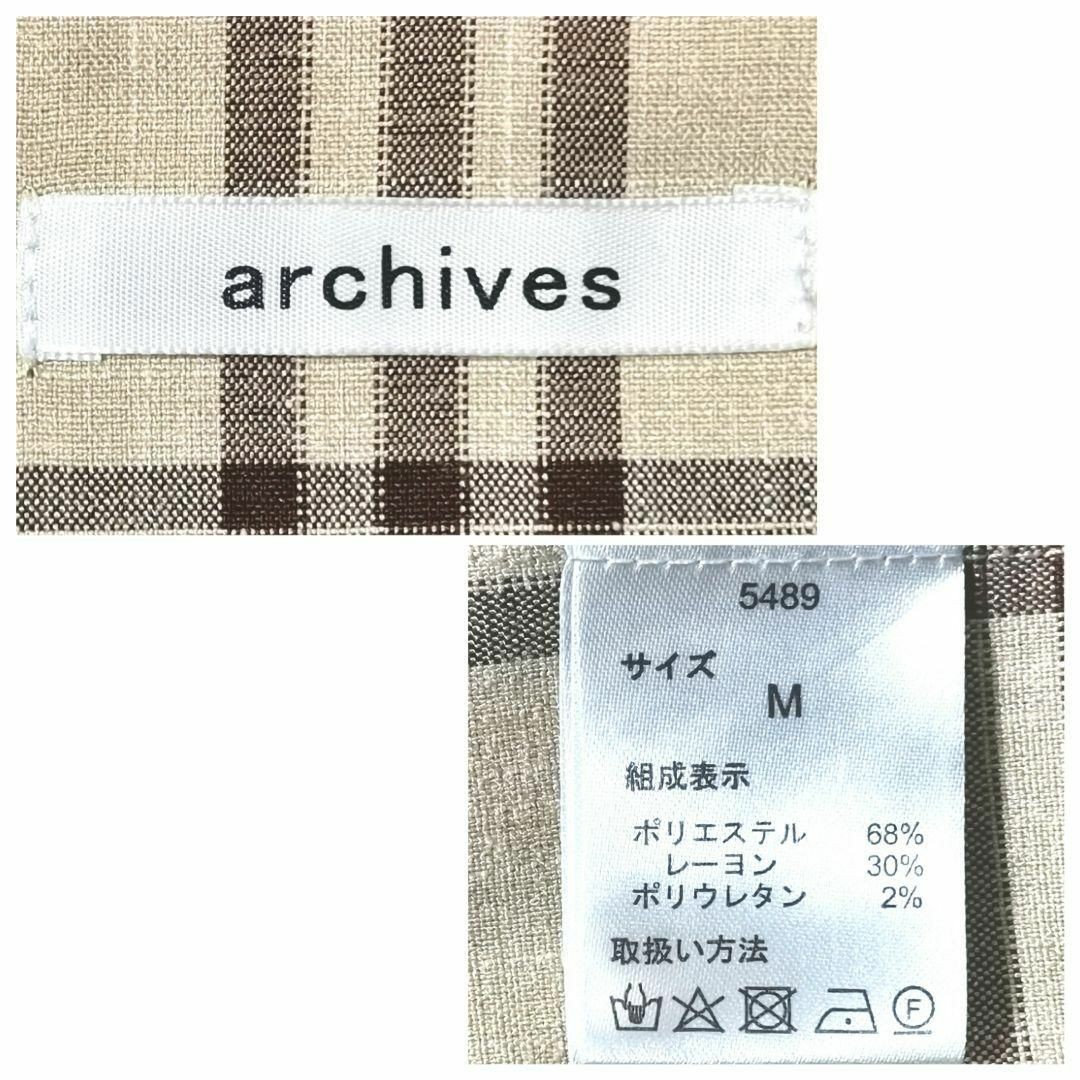 archives
5489
サイズ
M
組成表示
ポリエステル 68%
レーヨン 30%
ポリウレタン 2%
取扱い方法
F